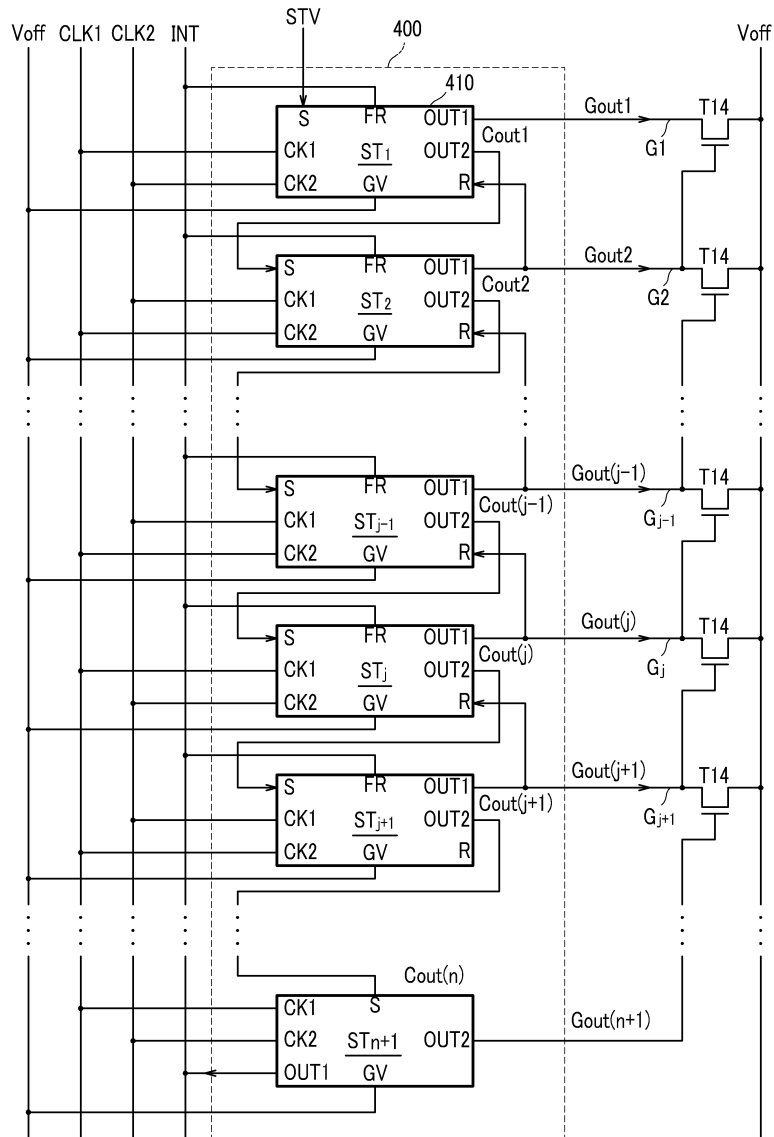 Voff CLK1 CLK2 INT STV Voff
400
410
S FR OUT1 Cout1 Gout1 T14
CK1 ST1 OUT2 G1
CK2 GV R
S FR OUT1 Cout2 Gout2 T14
CK1 ST2 OUT2 G2
CK2 GV R
S FR OUT1 Cout(j-1) Gout(j-1) T14
CK1 STj-1 OUT2 Gj-1
CK2 GV R
S FR OUT1 Cout(j) Gout(j) T14
CK1 STj OUT2 Gj
CK2 GV R
S FR OUT1 Cout(j+1) Gout(j+1) T14
CK1 STj+1 OUT2 Gj+1
CK2 GV R
Cout(n)
CK1 S
CK2 STn+1 OUT2 Gout(n+1)
OUT1 GV